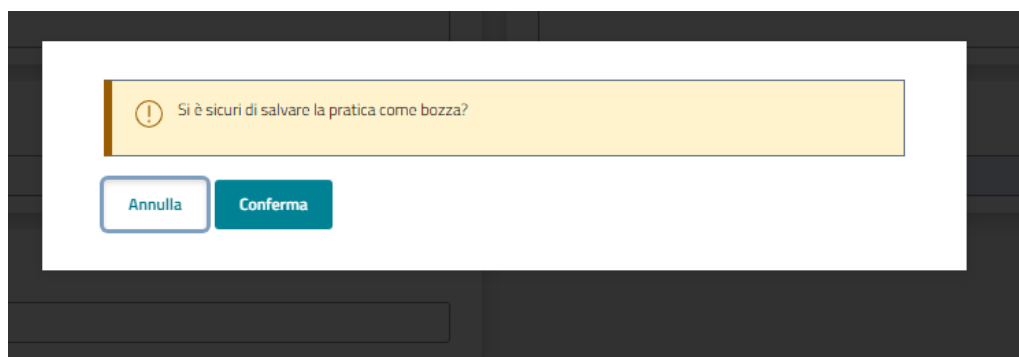 Si è sicuri di salvare la pratica come bozza?
Annulla
Conferma